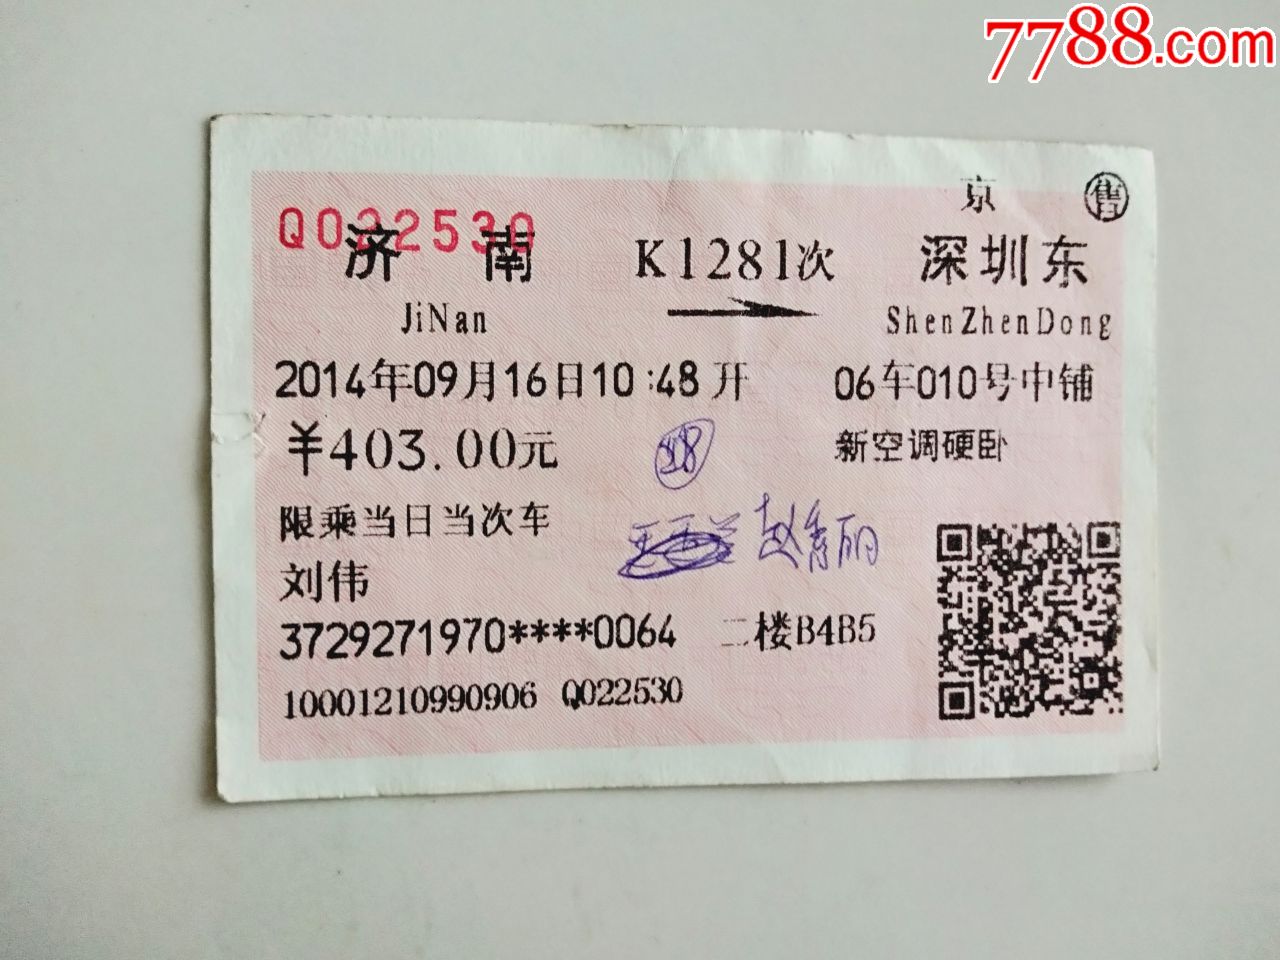 7788.com
京 售
Q022530
济南 K1281次 深圳东
JiNan ShenZhenDong
2014年09月16日10:48开 06车010号中铺
¥403.00元 新空调硬卧
限乘当日当次车
赵秀丽
刘伟
3729271970****0064 二楼B4B5
10001210990906 Q022530